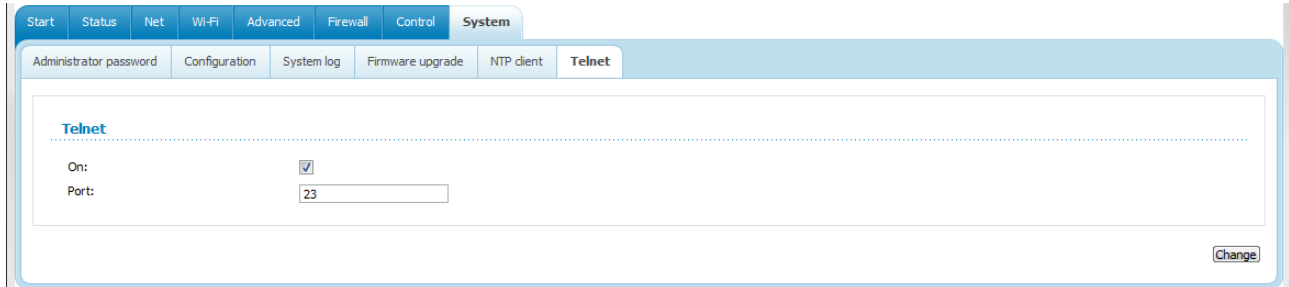 Start Status Net Wi-Fi Advanced Firewall Control System
Administrator password Configuration System log Firmware upgrade NTP client Telnet
Telnet
On:
Port: 23
Change